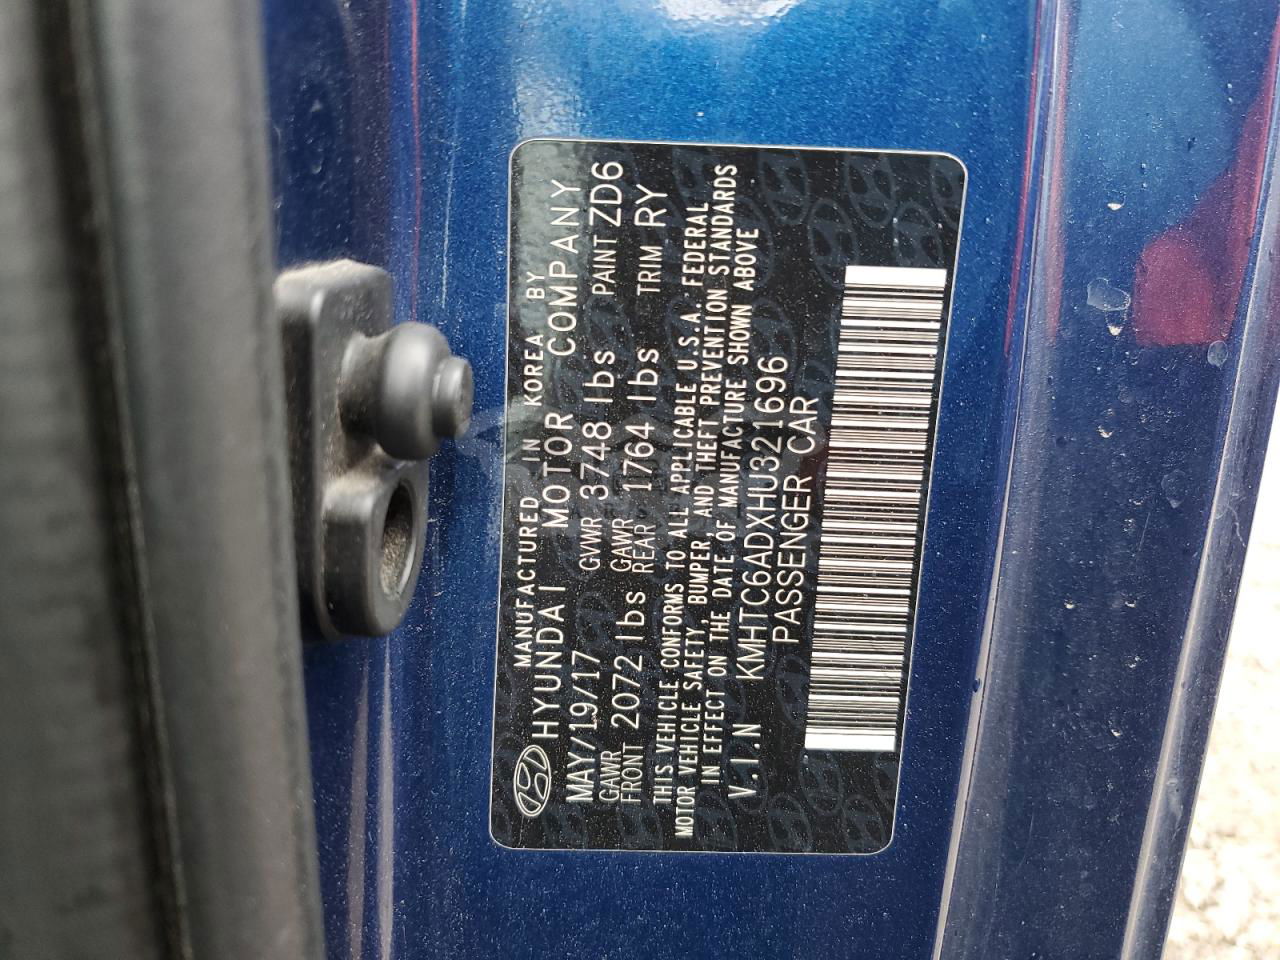 MANUFACTURED IN KOREA BY
HYUNDAI MOTOR COMPANY
MAY/19/17 GVWR 3748 lbs PAINT ZD6
GAWR FRONT 2072 lbs GAWR REAR 1764 lbs TRIM RY
THIS VEHICLE CONFORMS TO ALL APPLICABLE U.S.A. FEDERAL
MOTOR VEHICLE SAFETY, BUMPER, AND THEFT PREVENTION STANDARDS
IN EFFECT ON THE DATE OF MANUFACTURE SHOWN ABOVE
V.I.N KMHTC6ADXHU321696
PASSENGER CAR